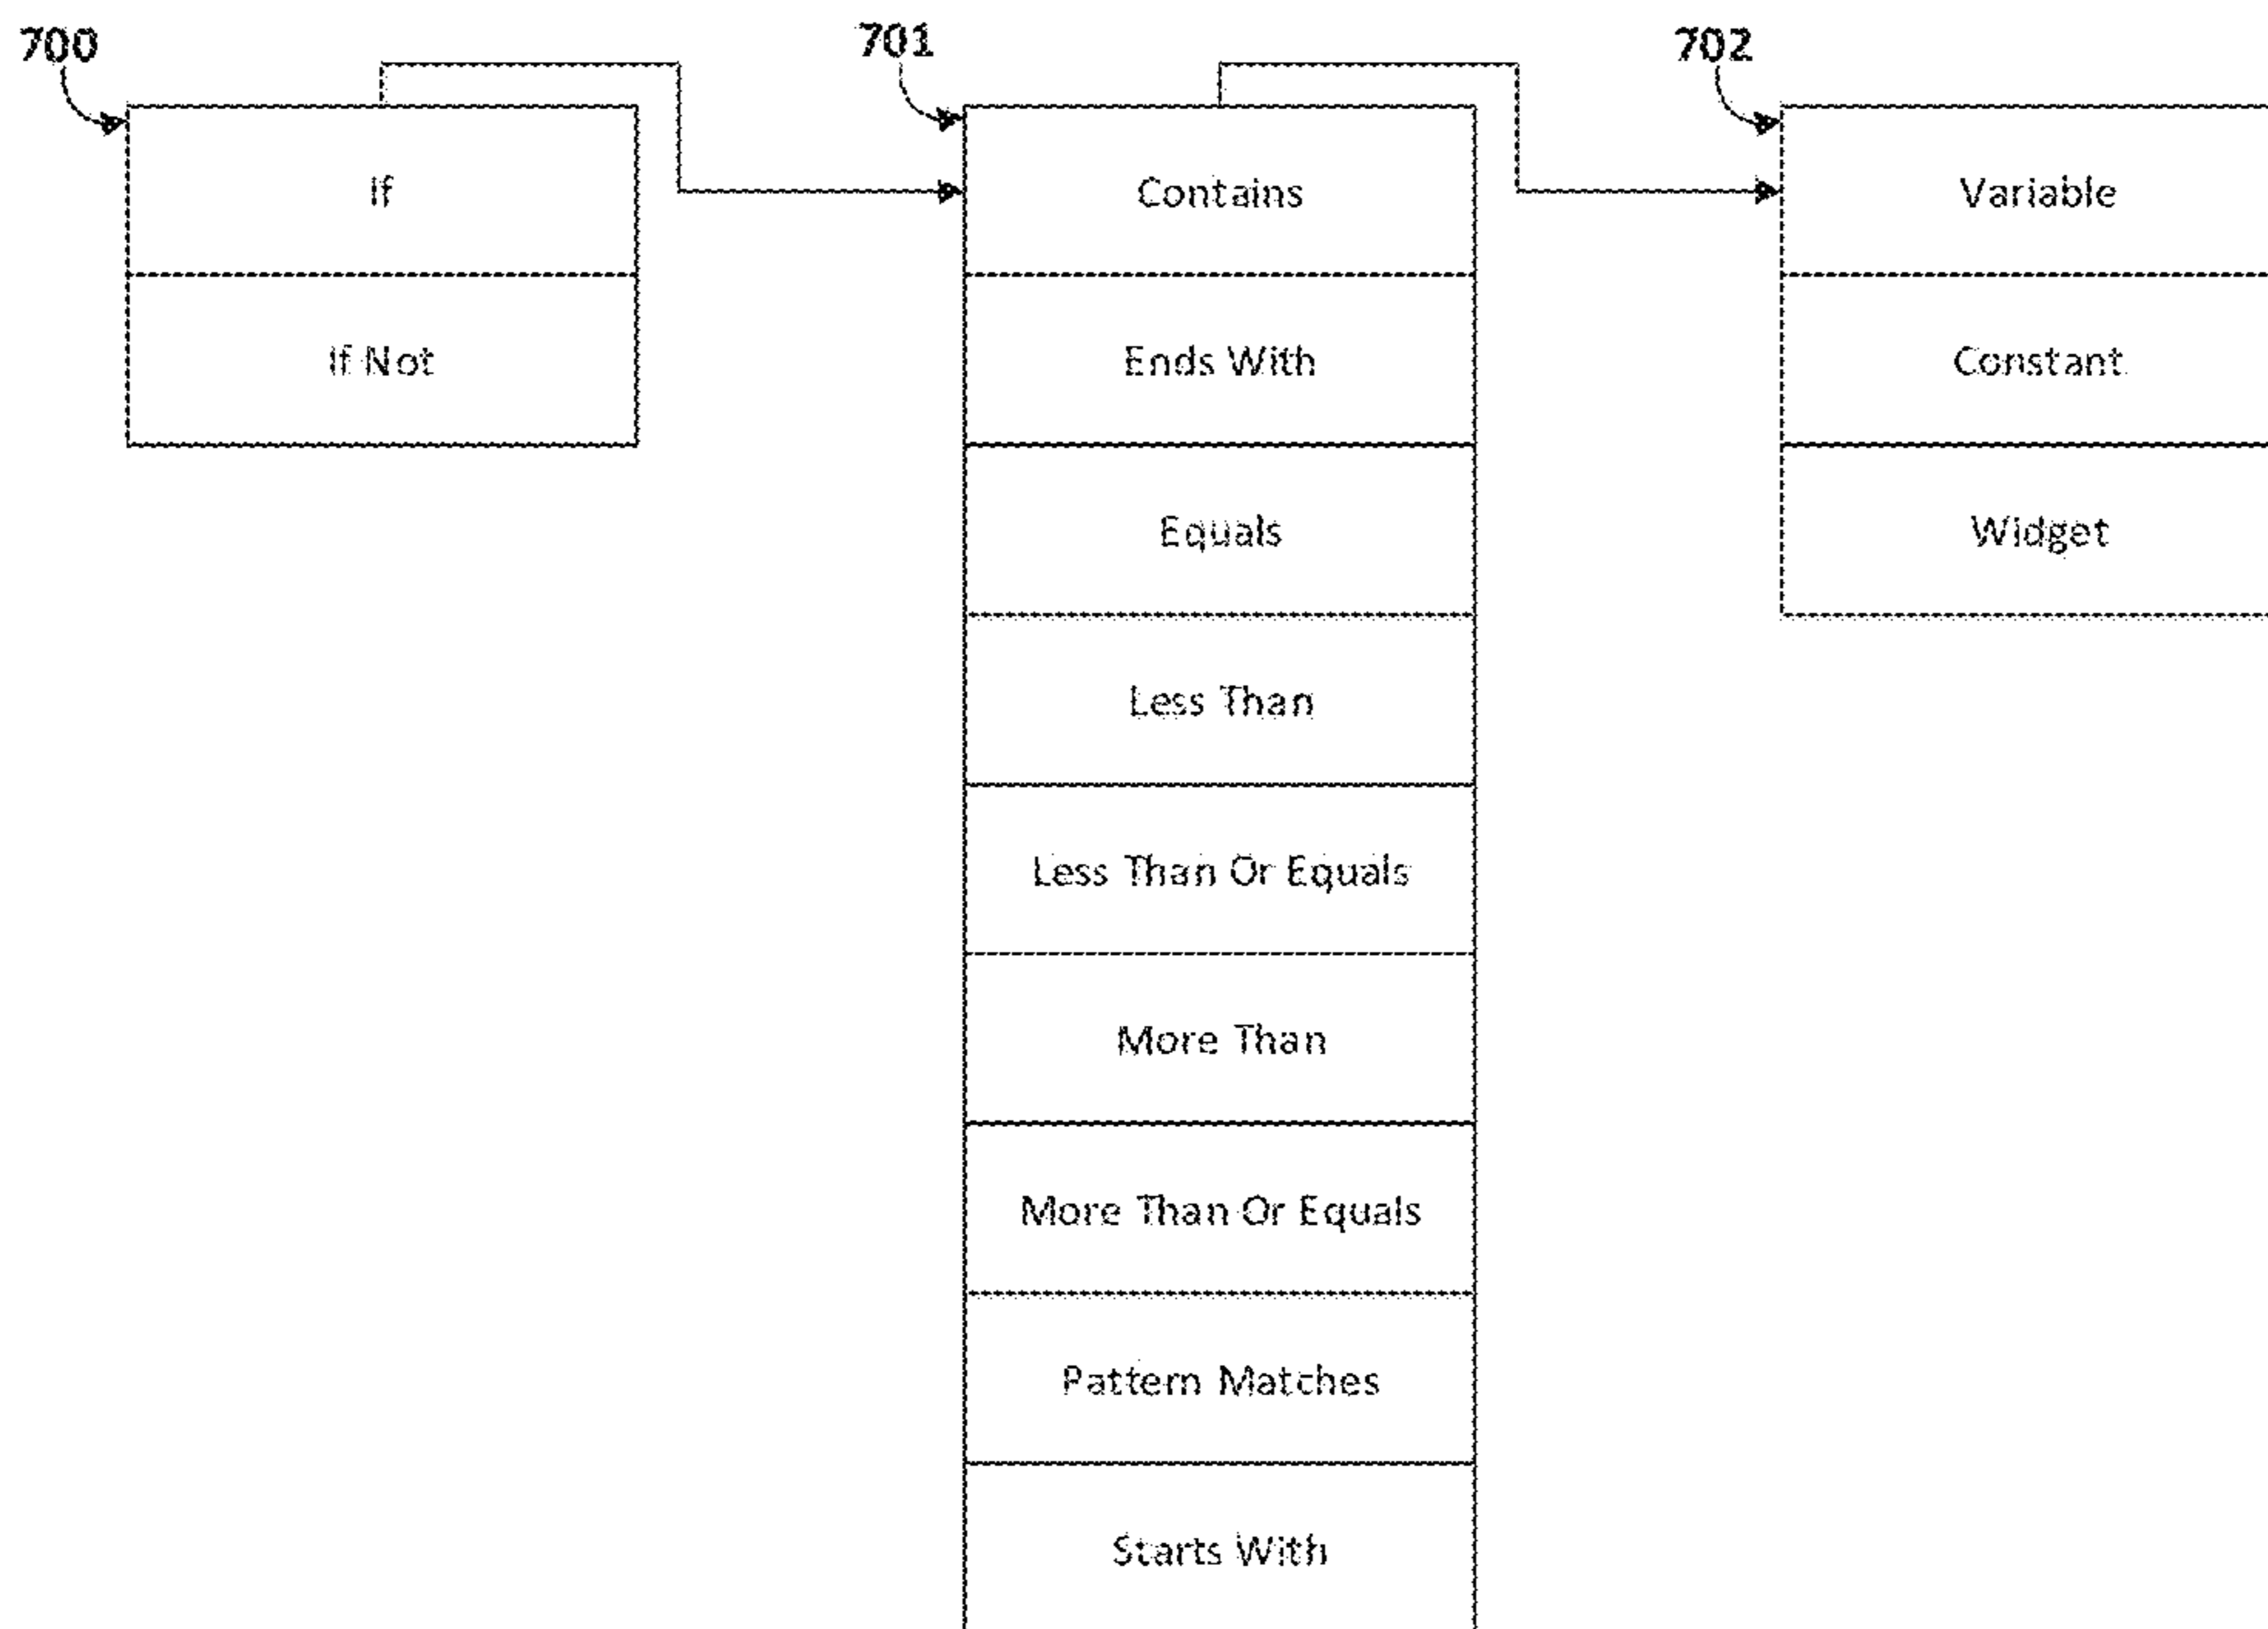 700
If
If Not
701
Contains
Ends With
Equals
Less Than
Less Than Or Equals
More Than
More Than Or Equals
Pattern Matches
Starts With
702
Variable
Constant
Widget